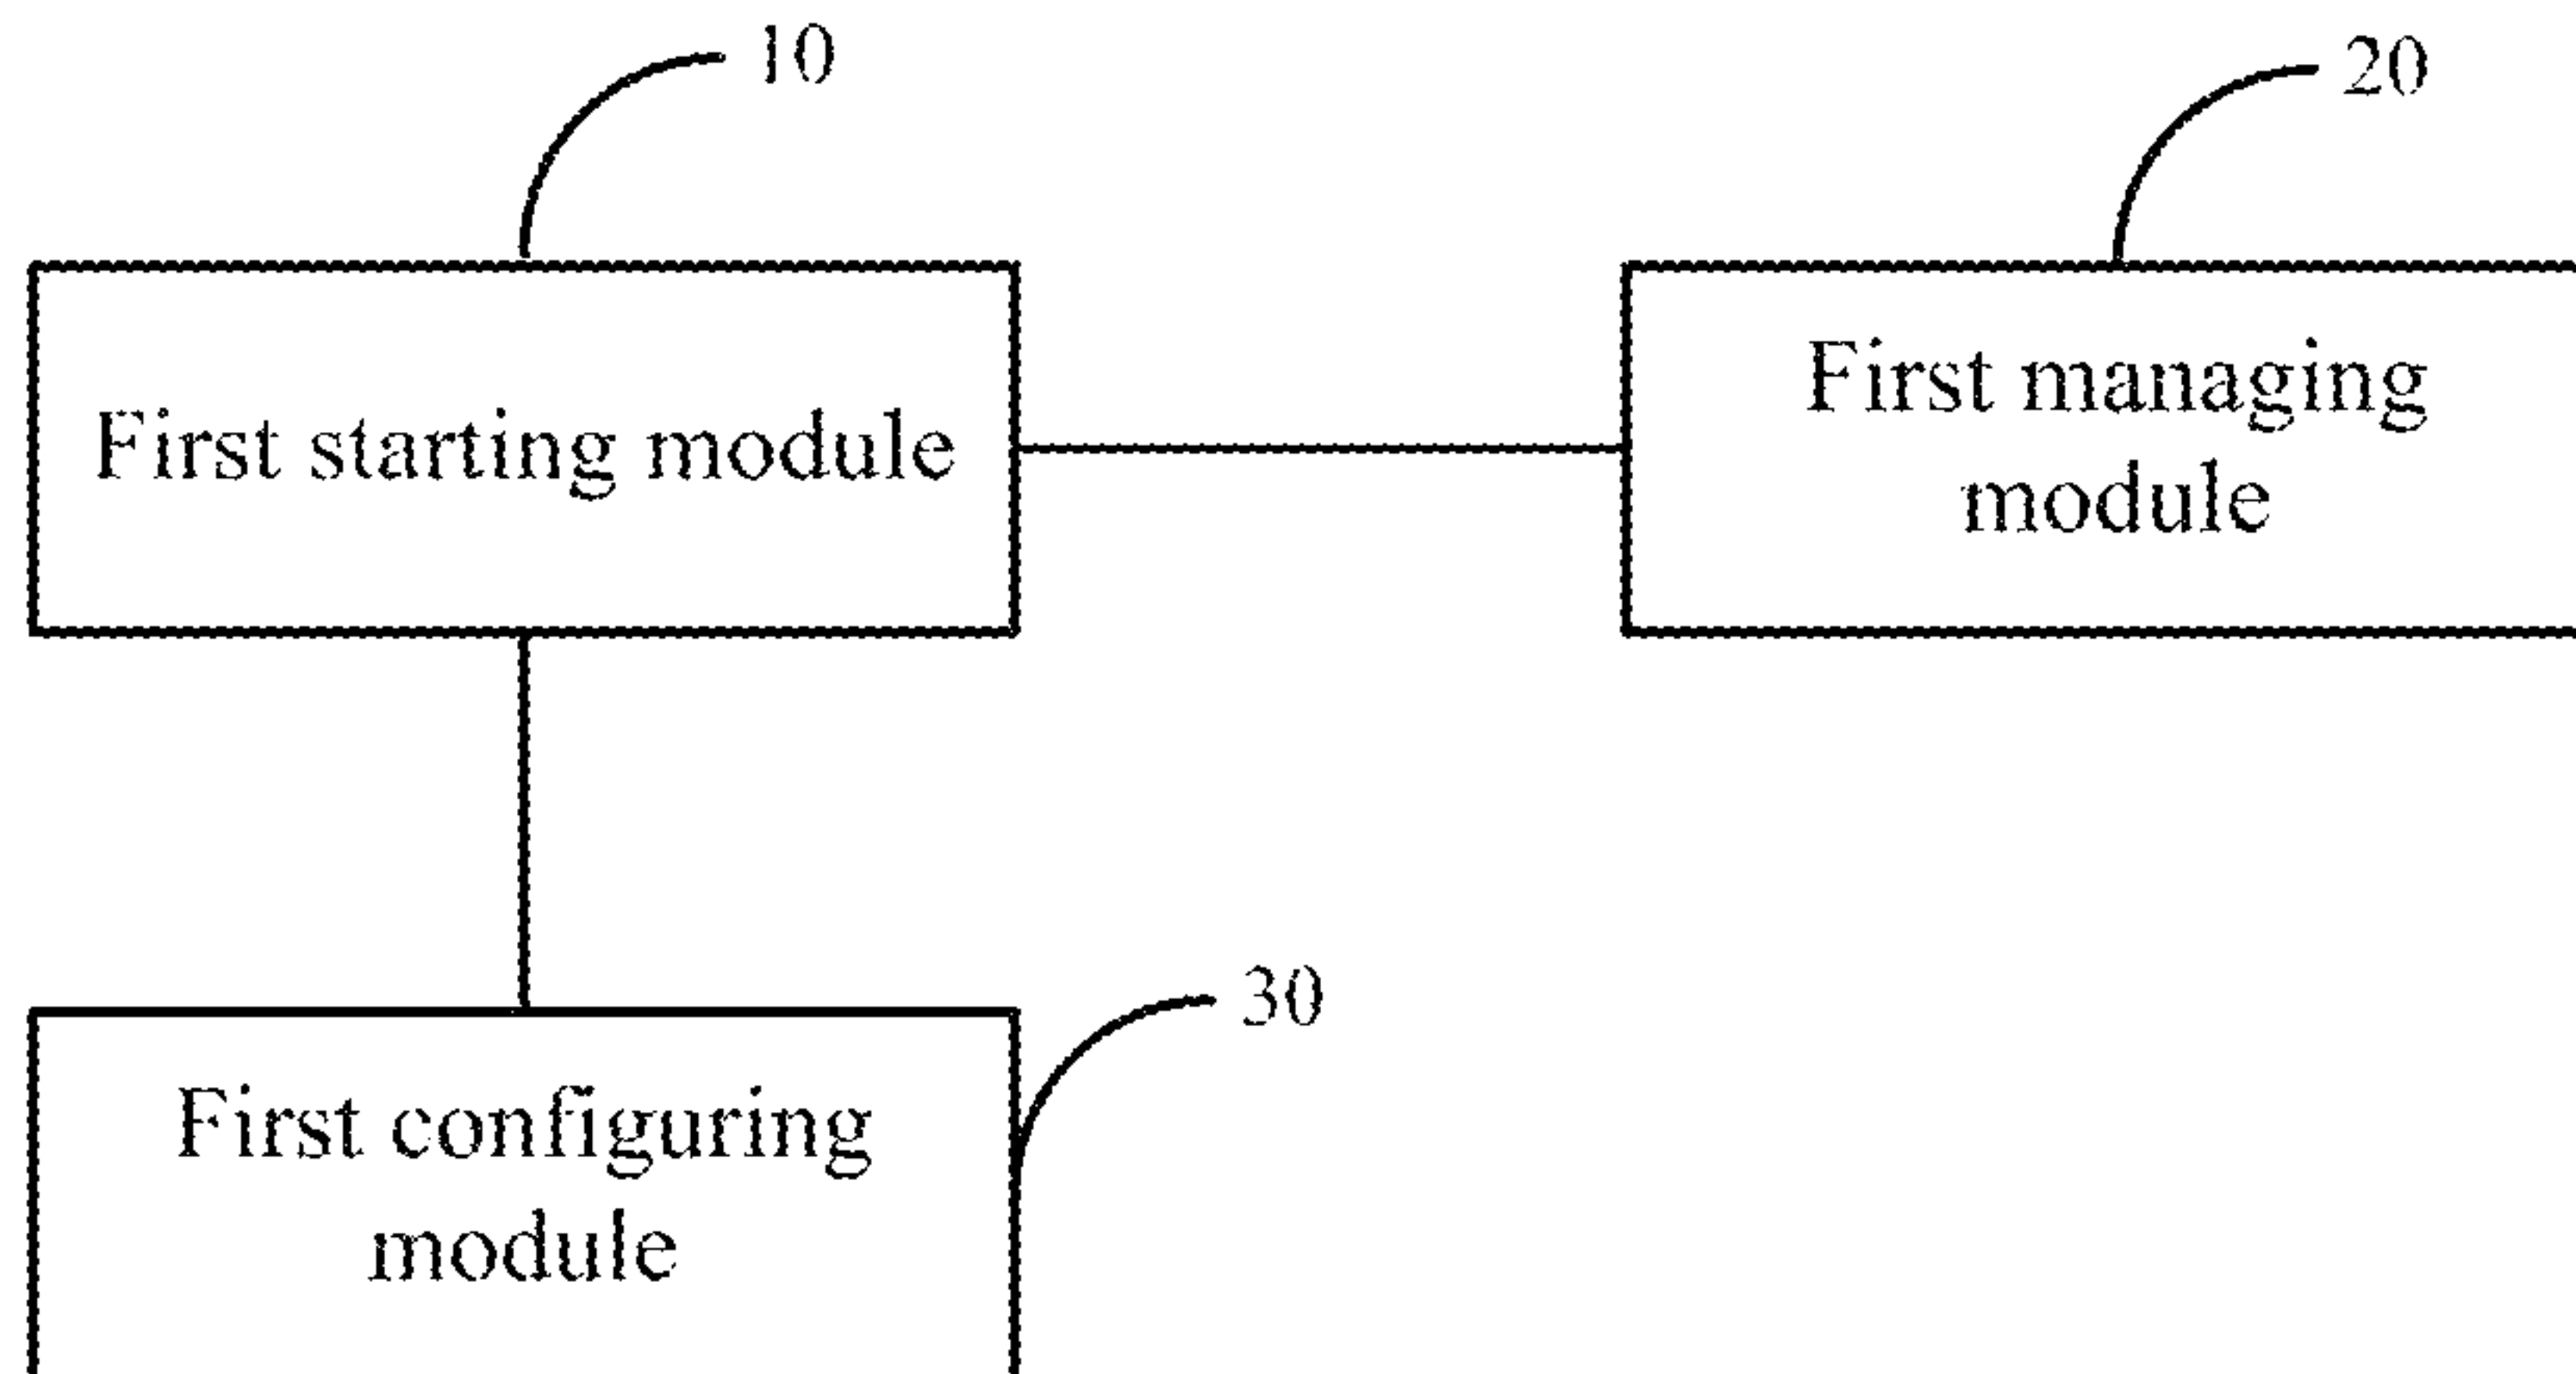 10
20
First starting module
First managing
module
30
First configuring
module